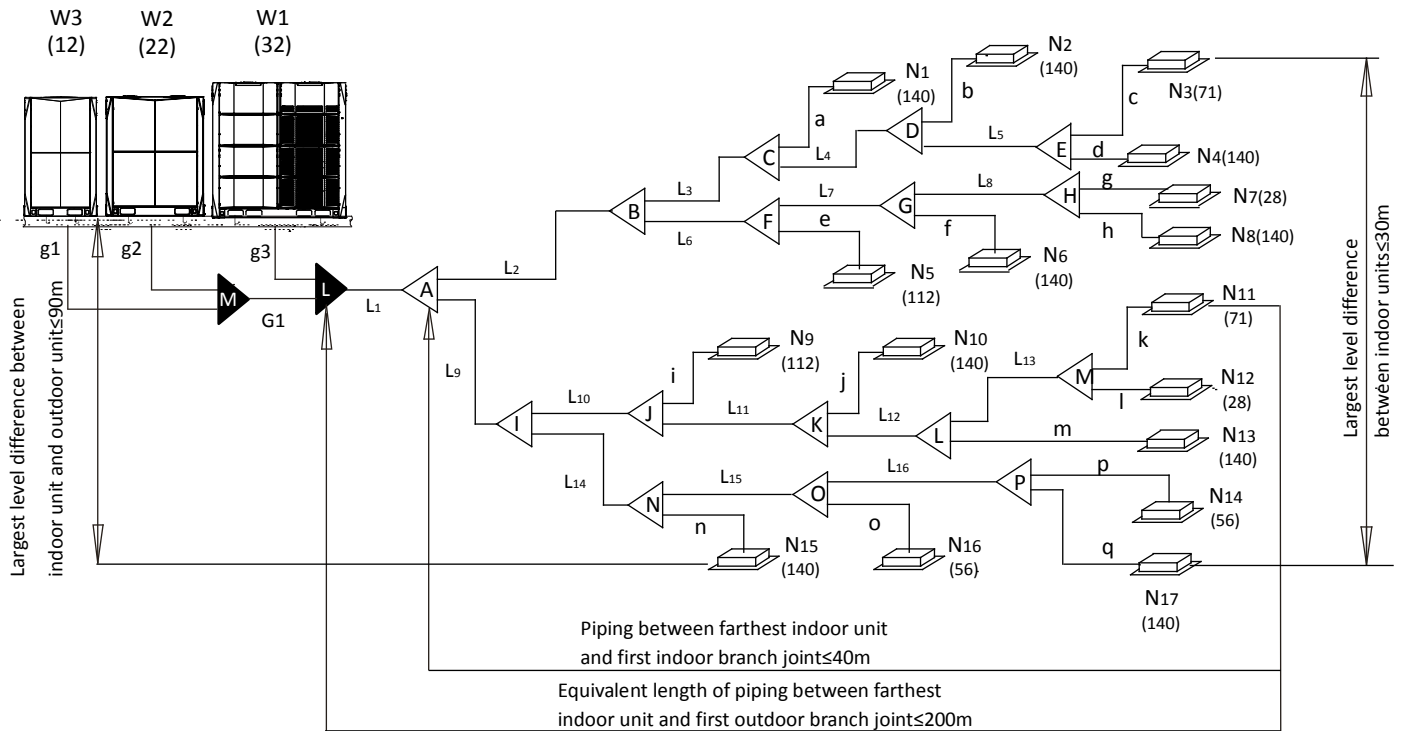 W3
(12)
W2
(22)
W1
(32)
N1
(140)
N2
(140)
N3(71)
N4(140)
N7(28)
N8(140)
N6
(140)
N5
(112)
a
b
c
d
g
h
e
f
B
C
D
E
F
G
H
L3
L4
L5
L6
L7
L8
g1
g2
g3
M
L
G1
L1
A
L2
L9
N9
(112)
N10
(140)
N11
(71)
N12
(28)
N13
(140)
N14
(56)
N15
(140)
N16
(56)
N17
(140)
i
j
k
l
m
n
o
p
q
I
J
K
L
M
N
O
P
L10
L11
L12
L13
L14
L15
L16
Largest level difference between
indoor unit and outdoor unit≤90m
Largest level difference
between indoor units≤30m
Piping between farthest indoor unit
and first indoor branch joint≤40m
Equivalent length of piping between farthest
indoor unit and first outdoor branch joint≤200m